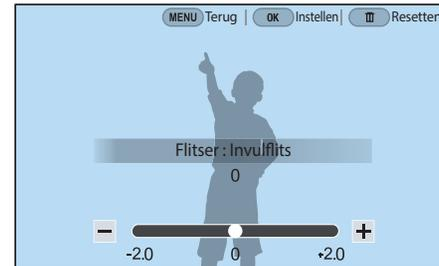 MENU Terug | OK Instellen | Resetten
Flitser : Invulflits
0
− +
-2.0 0 +2.0